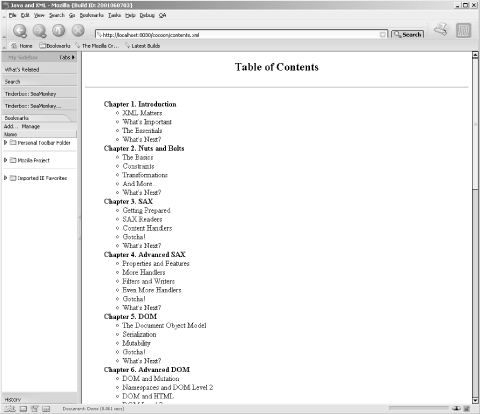 Java and XML - Mozilla {Build ID: 2001060703}
File Edit View Search Go Bookmarks Tasks Help Debug QA
http://localhost:8080/cocoon/contents.xml
Search
Home Bookmarks The Mozilla Or... Latest Builds
My Sidebar Tabs
What's Related
Search
Tinderbox: SeaMonkey
Tinderbox: SeaMonkey...
Bookmarks
Add... Manage
Name
Personal Toolbar Folder
Mozilla Project
Imported IE Favorites
History
Table of Contents
Chapter 1. Introduction
XML Matters
What's Important
The Essentials
What's Next?
Chapter 2. Nuts and Bolts
The Basics
Constraints
Transformations
And More...
What's Next?
Chapter 3. SAX
Getting Prepared
SAX Readers
Content Handlers
Gotcha!
What's Next?
Chapter 4. Advanced SAX
Properties and Features
More Handlers
Filters and Writers
Even More Handlers
Gotcha!
What's Next?
Chapter 5. DOM
The Document Object Model
Serialization
Mutability
Gotcha!
What's Next?
Chapter 6. Advanced DOM
DOM and Mutation
Namespaces and DOM Level 2
DOM and HTML
Document: Done (8.081 secs)